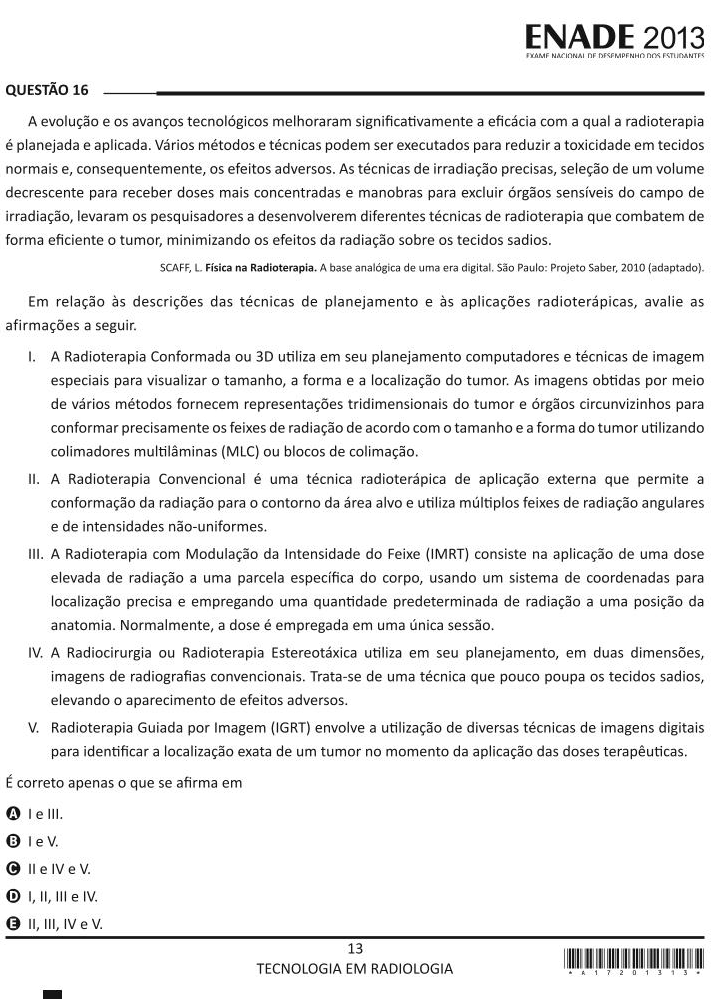 ENADE 2013
EXAME NACIONAL DE DESEMPENHO DOS ESTUDANTES
QUESTÃO 16
A evolução e os avanços tecnológicos melhoraram significativamente a eficácia com a qual a radioterapia
é planejada e aplicada. Vários métodos e técnicas podem ser executados para reduzir a toxicidade em tecidos
normais e, consequentemente, os efeitos adversos. As técnicas de irradiação precisas, seleção de um volume
decrescente para receber doses mais concentradas e manobras para excluir órgãos sensíveis do campo de
irradiação, levaram os pesquisadores a desenvolverem diferentes técnicas de radioterapia que combatem de
forma eficiente o tumor, minimizando os efeitos da radiação sobre os tecidos sadios.
SCAFF, L. Física na Radioterapia. A base analógica de uma era digital. São Paulo: Projeto Saber, 2010 (adaptado).
Em relação às descrições das técnicas de planejamento e às aplicações radioterápicas, avalie as
afirmações a seguir.
I. A Radioterapia Conformada ou 3D utiliza em seu planejamento computadores e técnicas de imagem
especiais para visualizar o tamanho, a forma e a localização do tumor. As imagens obtidas por meio
de vários métodos fornecem representações tridimensionais do tumor e órgãos circunvizinhos para
conformar precisamente os feixes de radiação de acordo com o tamanho e a forma do tumor utilizando
colimadores multilâminas (MLC) ou blocos de colimação.
II. A Radioterapia Convencional é uma técnica radioterápica de aplicação externa que permite a
conformação da radiação para o contorno da área alvo e utiliza múltiplos feixes de radiação angulares
e de intensidades não-uniformes.
III. A Radioterapia com Modulação da Intensidade do Feixe (IMRT) consiste na aplicação de uma dose
elevada de radiação a uma parcela específica do corpo, usando um sistema de coordenadas para
localização precisa e empregando uma quantidade predeterminada de radiação a uma posição da
anatomia. Normalmente, a dose é empregada em uma única sessão.
IV. A Radiocirurgia ou Radioterapia Estereotáxica utiliza em seu planejamento, em duas dimensões,
imagens de radiografias convencionais. Trata-se de uma técnica que pouco poupa os tecidos sadios,
elevando o aparecimento de efeitos adversos.
V. Radioterapia Guiada por Imagem (IGRT) envolve a utilização de diversas técnicas de imagens digitais
para identificar a localização exata de um tumor no momento da aplicação das doses terapêuticas.
É correto apenas o que se afirma em
A I e III.
B I e V.
C II e IV e V.
D I, II, III e IV.
E II, III, IV e V.
13
TECNOLOGIA EM RADIOLOGIA
* A 1 7 2 0 1 3 1 3 *